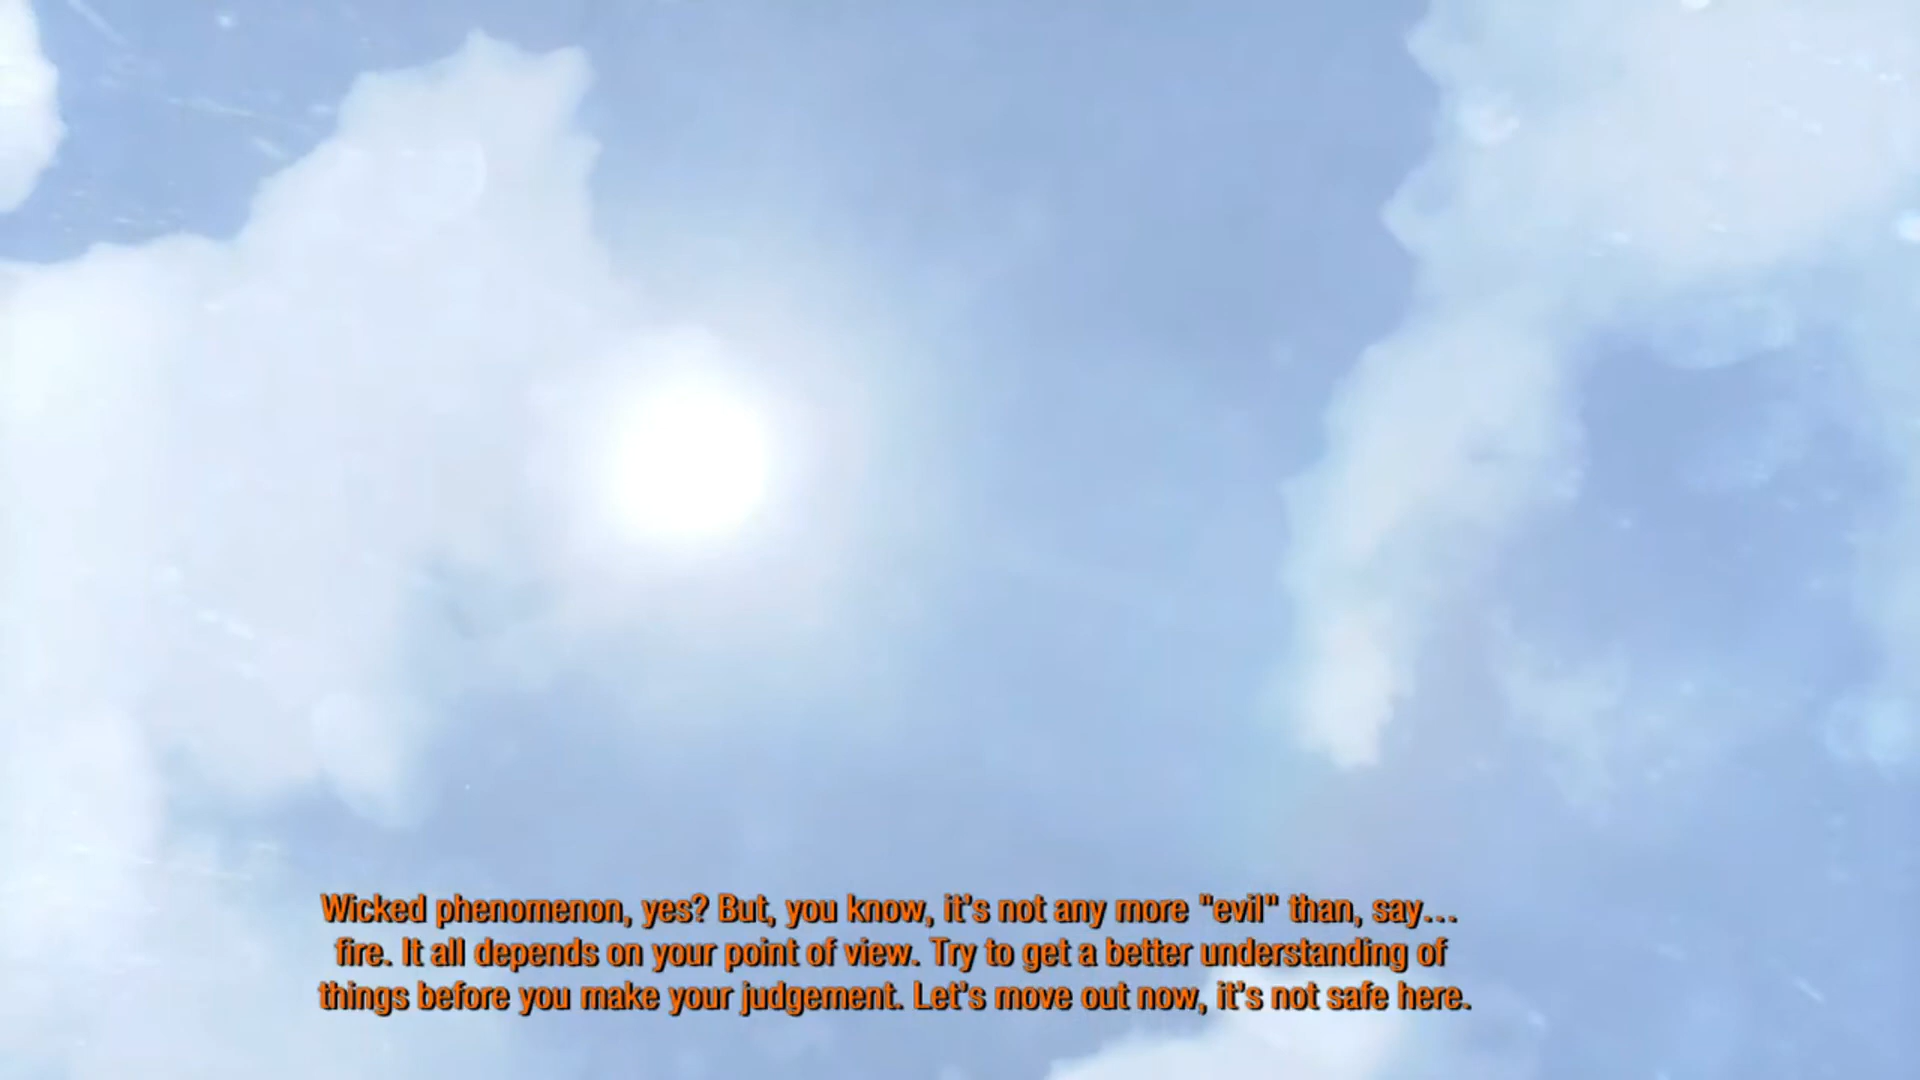 Wicked phenomenon, yes? But, you know, it's not any more "evil" than, say...
fire. It all depends on your point of view. Try to get a better understanding of
things before you make your judgement. Let's move out now, it's not safe here.